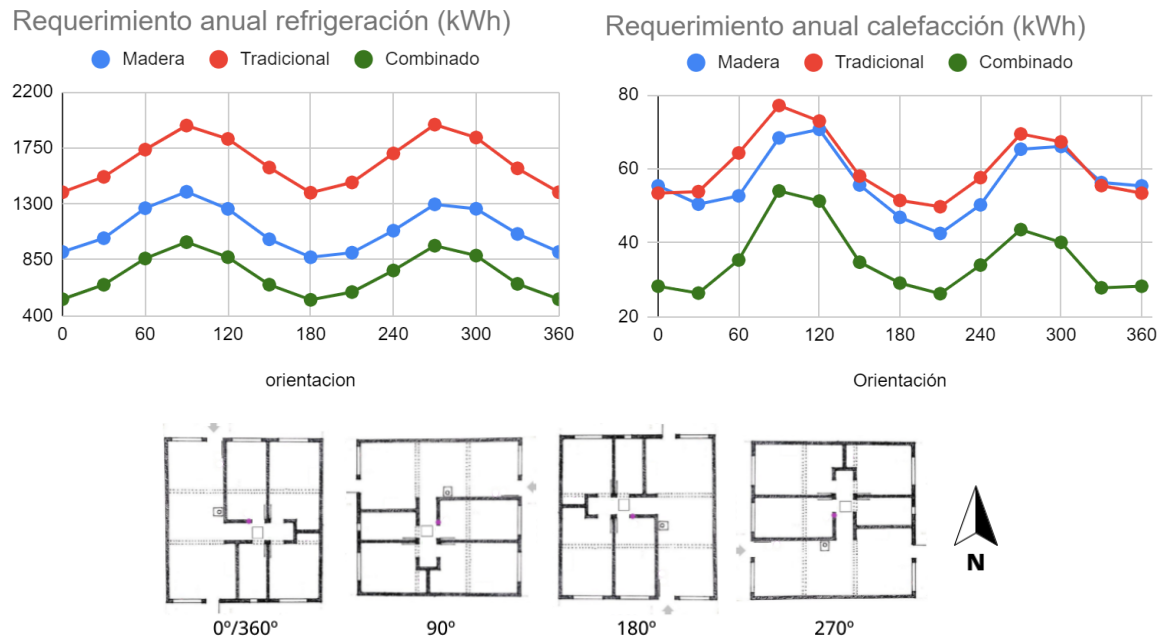 Requerimiento anual refrigeración (kWh)
Madera Tradicional Combinado
2200
1750
1300
850
400
0 60 120 180 240 300 360
orientacion
Requerimiento anual calefacción (kWh)
Madera Tradicional Combinado
80
60
40
20
0 60 120 180 240 300 360
Orientación
0º/360º 90º 180º 270º
N